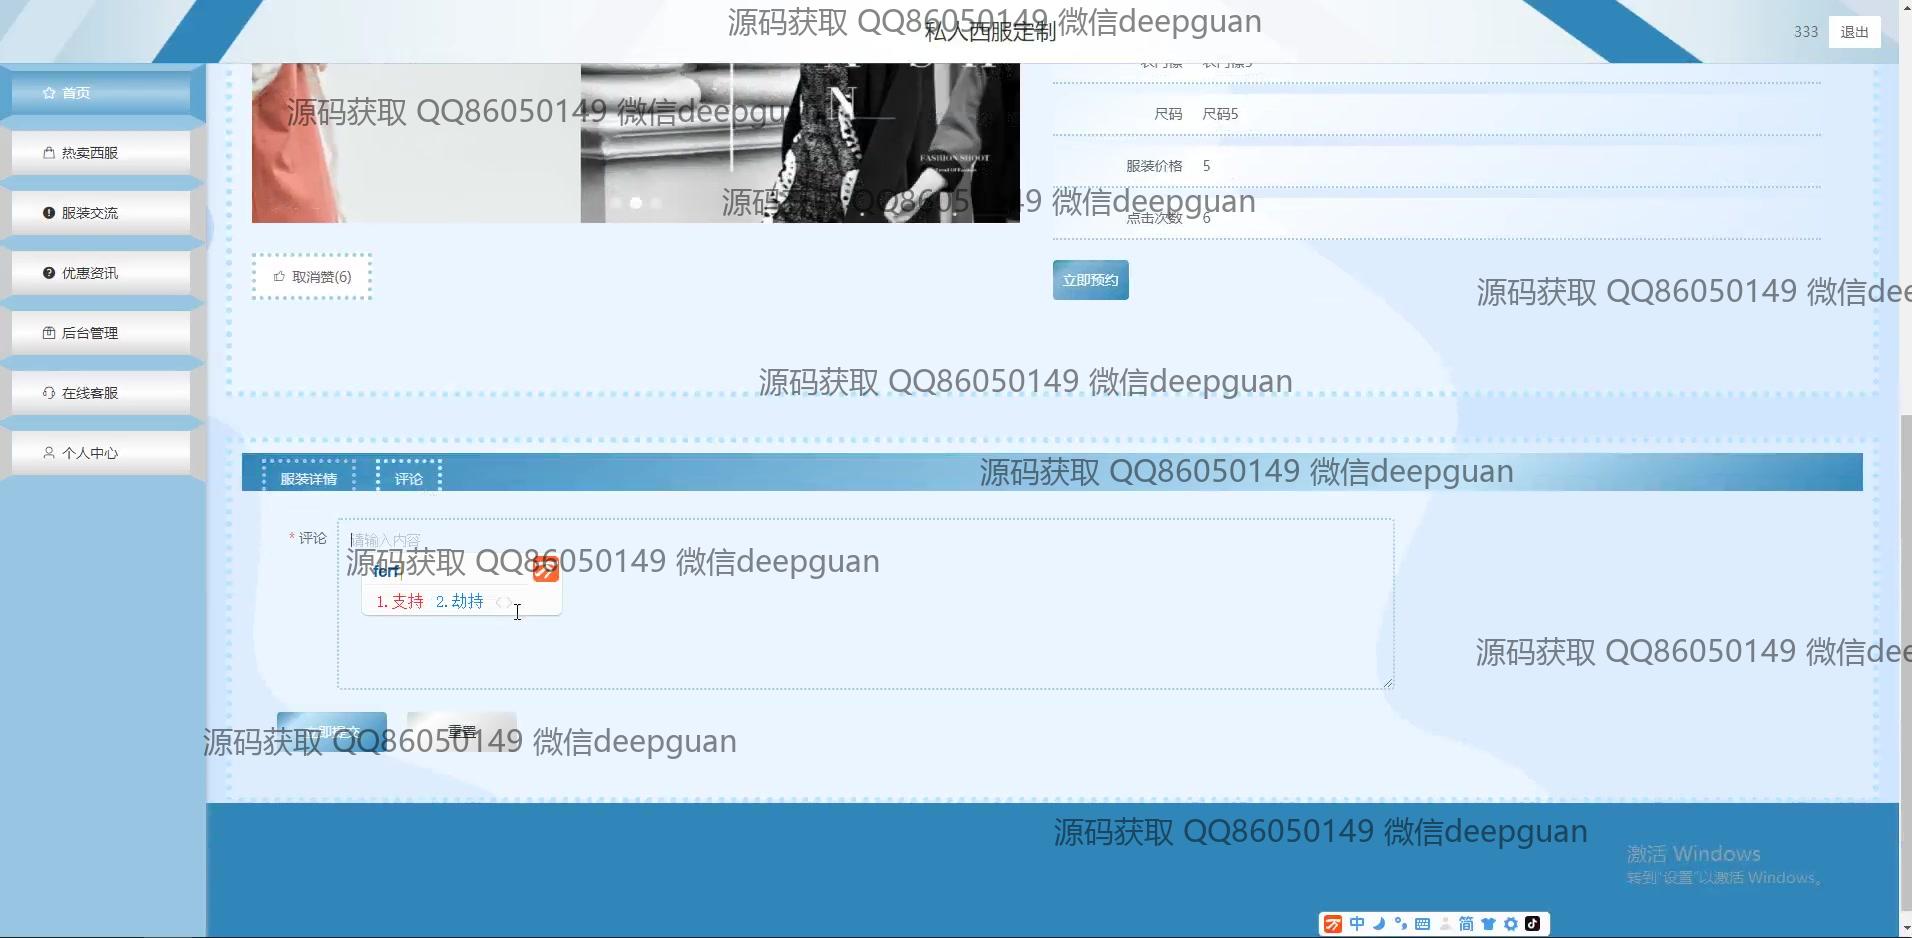 源码获取 QQ86050149 微信deepguan
私人西服定制
333
退出
首页
热卖西服
服装交流
优惠资讯
后台管理
在线客服
个人中心
源码获取 QQ86050149 微信deepgu
N
FASHION SHOOT
尺码 尺码5
服装价格 5
源码获取 QQ86050149 微信deepguan
点击次数 6
取消赞(6)
立即预约
源码获取 QQ86050149 微信dee
源码获取 QQ86050149 微信deepguan
服装详情
评论
源码获取 QQ86050149 微信deepguan
* 评论
请输入内容
源码获取 QQ86050149 微信deepguan
ferf
1.支持 2.劫持
源码获取 QQ86050149 微信dee
立即提交
重置
源码获取 QQ86050149 微信deepguan
源码获取 QQ86050149 微信deepguan
激活 Windows
转到"设置"以激活 Windows。
中
简